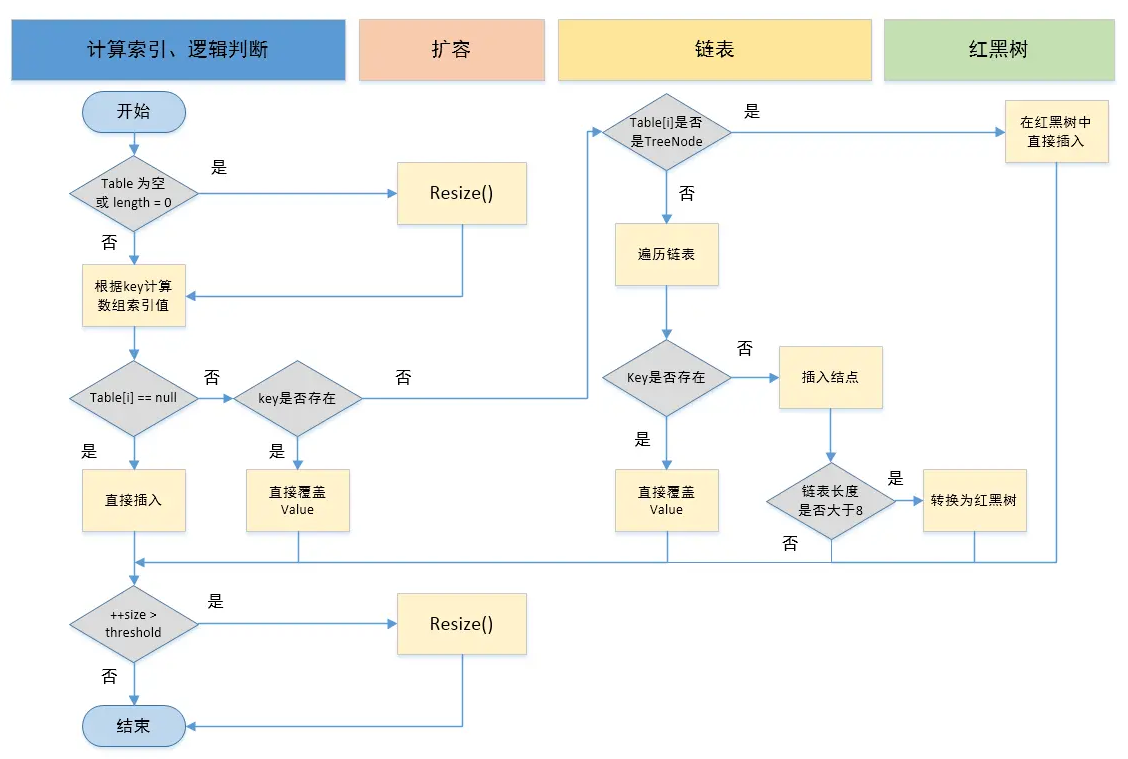 计算索引、逻辑判断
扩容
链表
红黑树
开始
Table 为空
或 length = 0
是
Resize()
否
根据key计算
数组索引值
Table[i] == null
否
key是否存在
否
是
直接插入
是
直接覆盖
Value
Table[i]是否
是TreeNode
是
在红黑树中
直接插入
否
遍历链表
Key是否存在
否
插入结点
是
直接覆盖
Value
链表长度
是否大于8
是
转换为红黑树
否
++size >
threshold
是
Resize()
否
结束